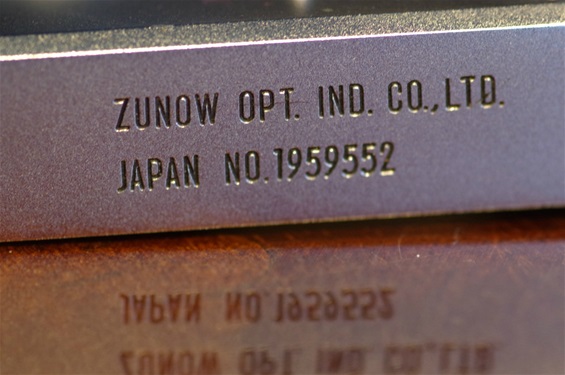 ZUNOW OPT. IND. CO.,LTD.
JAPAN NO.1959552